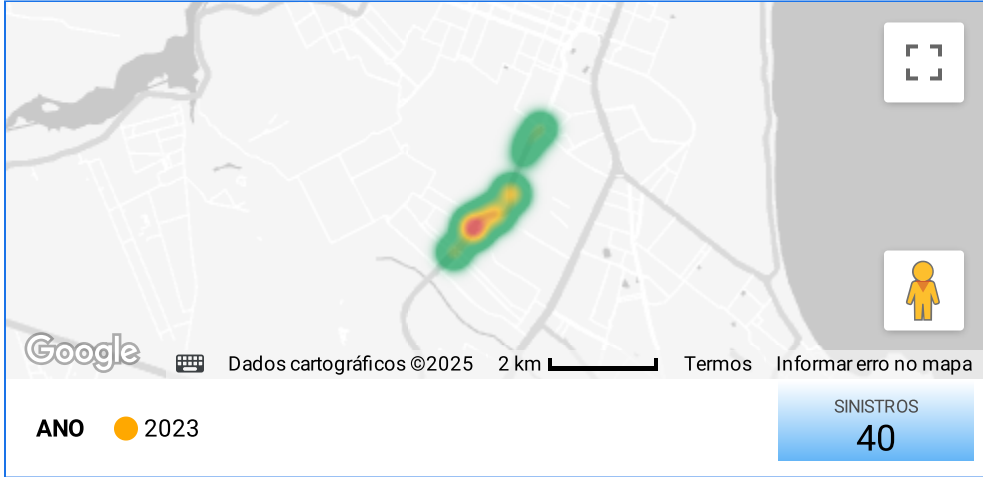 Google
Dados cartográficos ©2025 2 km Termos Informar erro no mapa
ANO 2023
SINISTROS
40